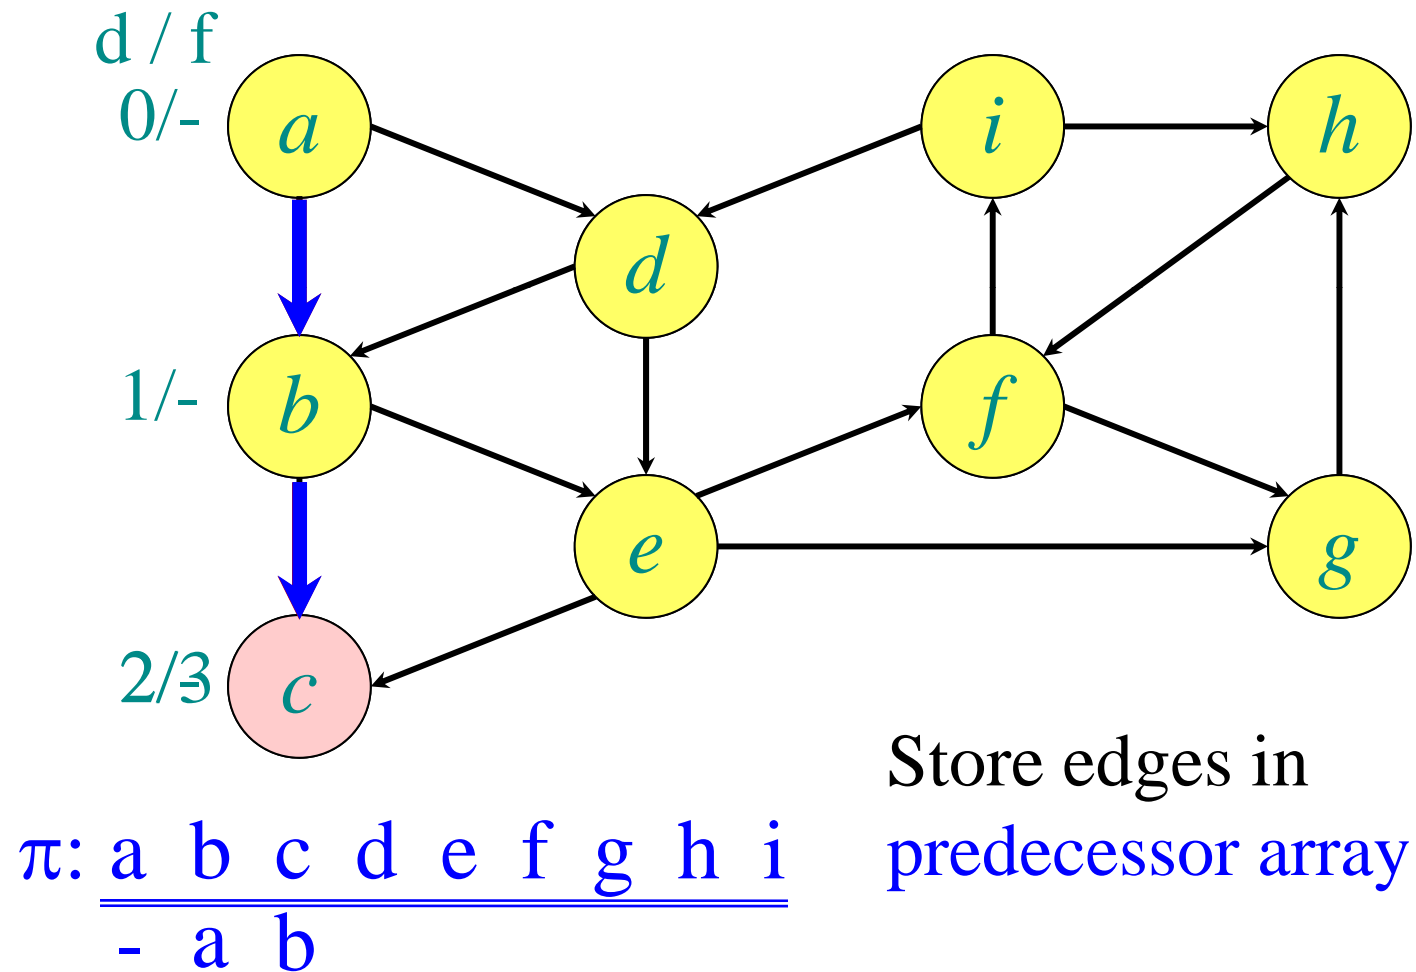 d / f
0/-
a
i
h
d
1/-
b
f
e
g
2/3
c
Store edges in
predecessor array
π: a b c d e f g h i
- a b